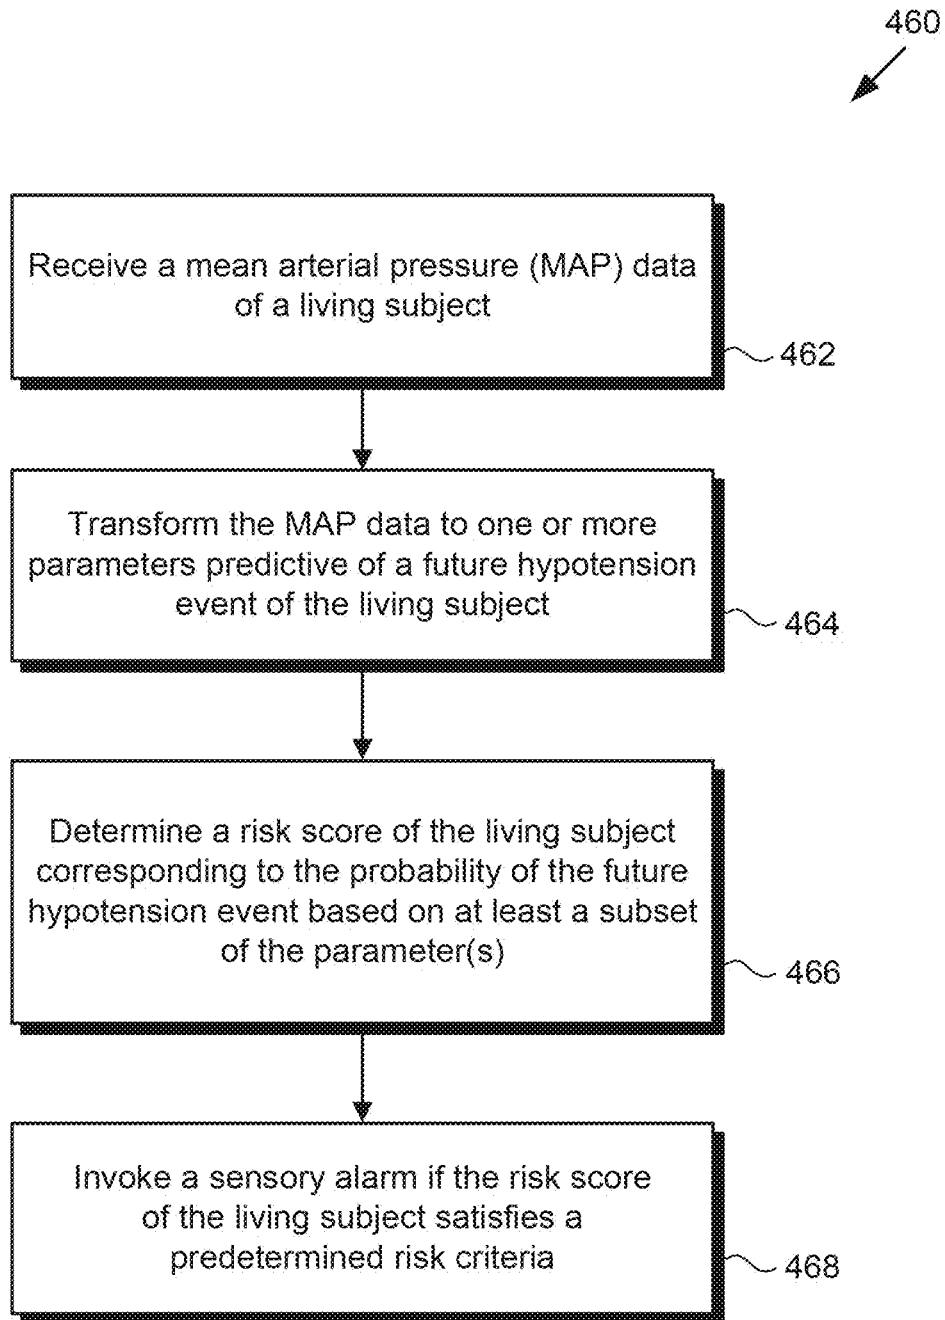 460
Receive a mean arterial pressure (MAP) data
of a living subject
462
Transform the MAP data to one or more
parameters predictive of a future hypotension
event of the living subject
464
Determine a risk score of the living subject
corresponding to the probability of the future
hypotension event based on at least a subset
of the parameter(s)
466
Invoke a sensory alarm if the risk score
of the living subject satisfies a
predetermined risk criteria
468